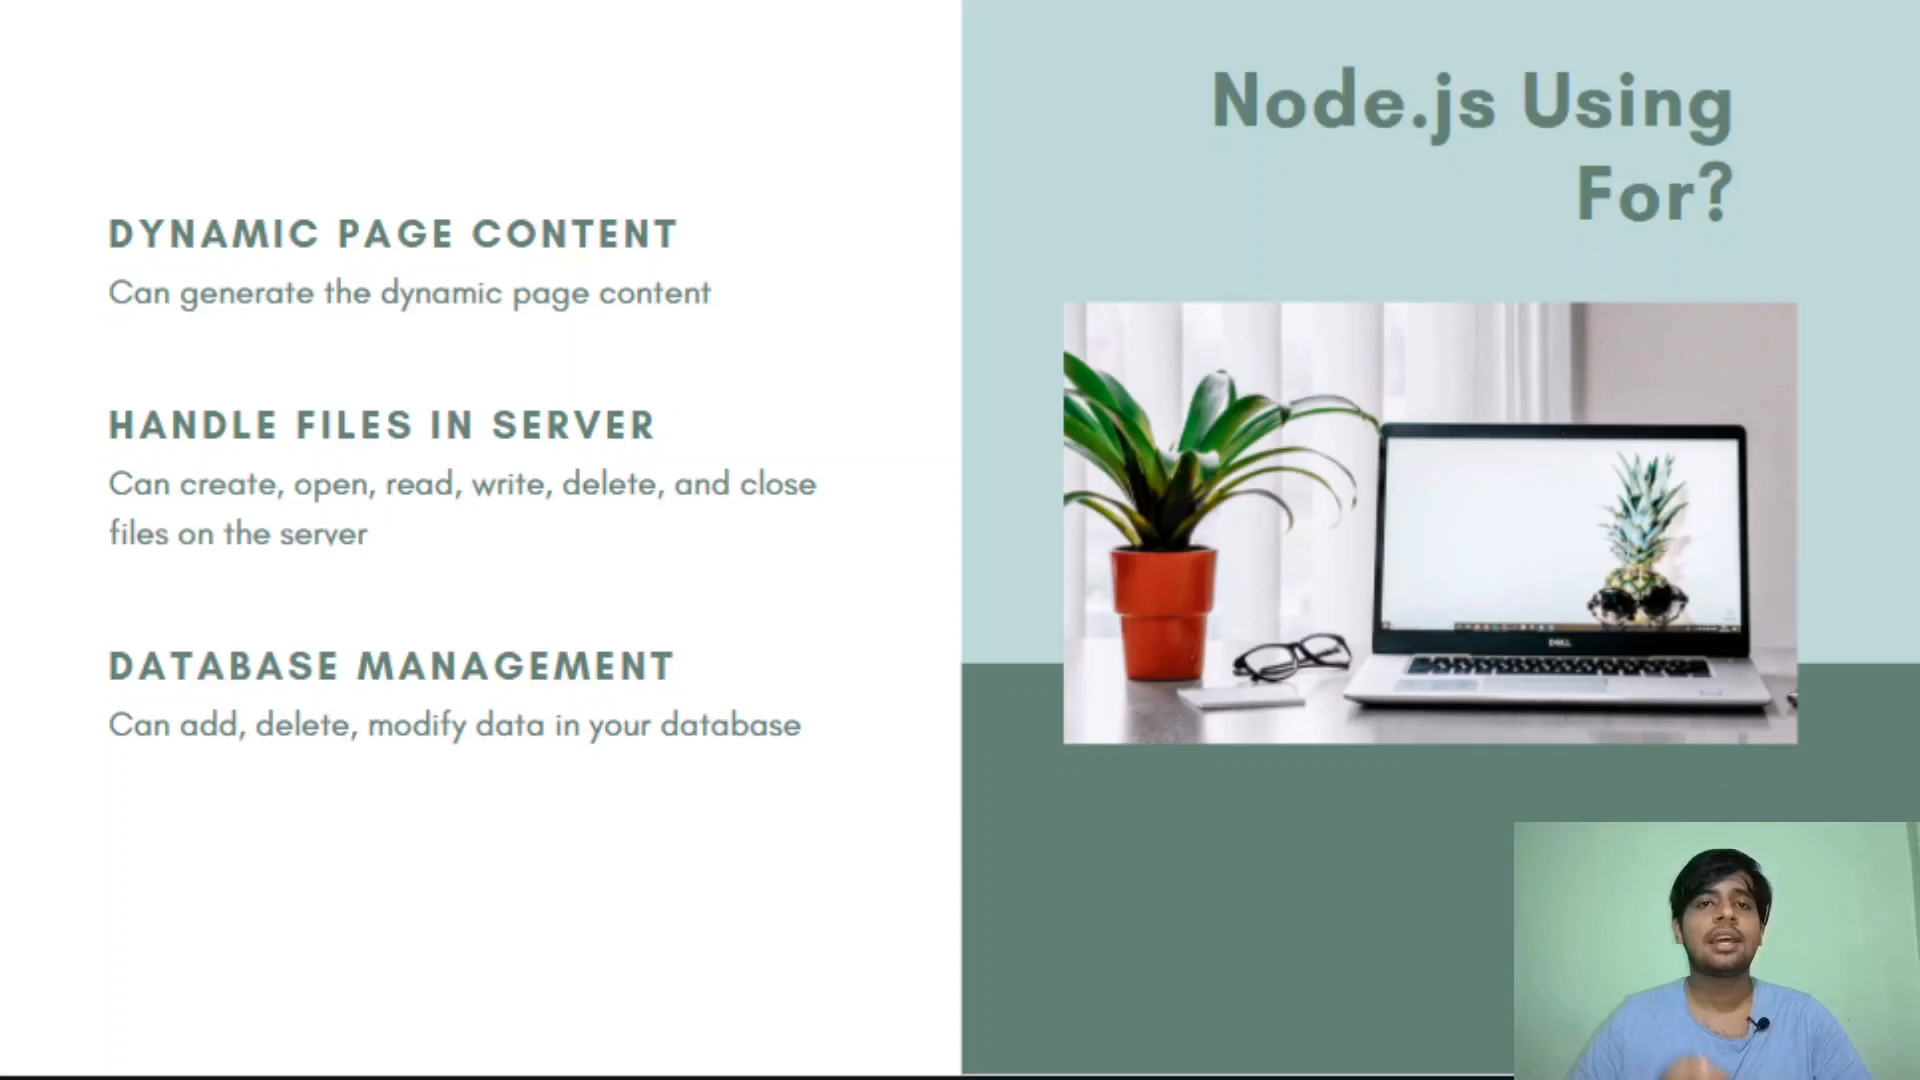 Node.js Using
For?
DYNAMIC PAGE CONTENT
Can generate the dynamic page content
HANDLE FILES IN SERVER
Can create, open, read, write, delete, and close
files on the server
DATABASE MANAGEMENT
Can add, delete, modify data in your database
DELL